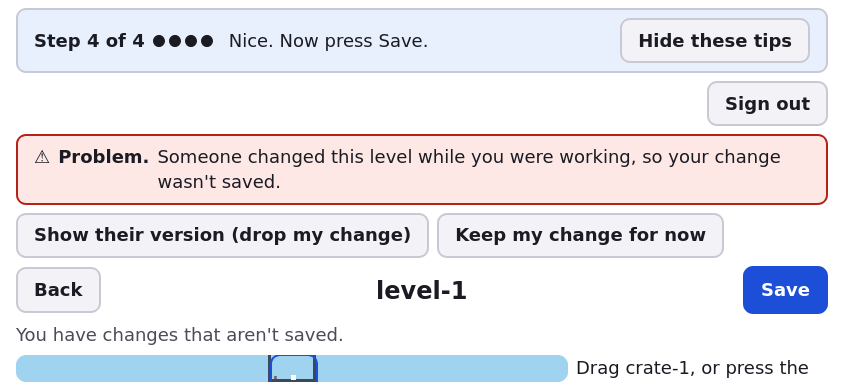 Step 4 of 4 ●●●● Nice. Now press Save. Hide these tips
Sign out
⚠ Problem. Someone changed this level while you were working, so your change
wasn't saved.
Show their version (drop my change) Keep my change for now
Back level-1 Save
You have changes that aren't saved.
Drag crate-1, or press the